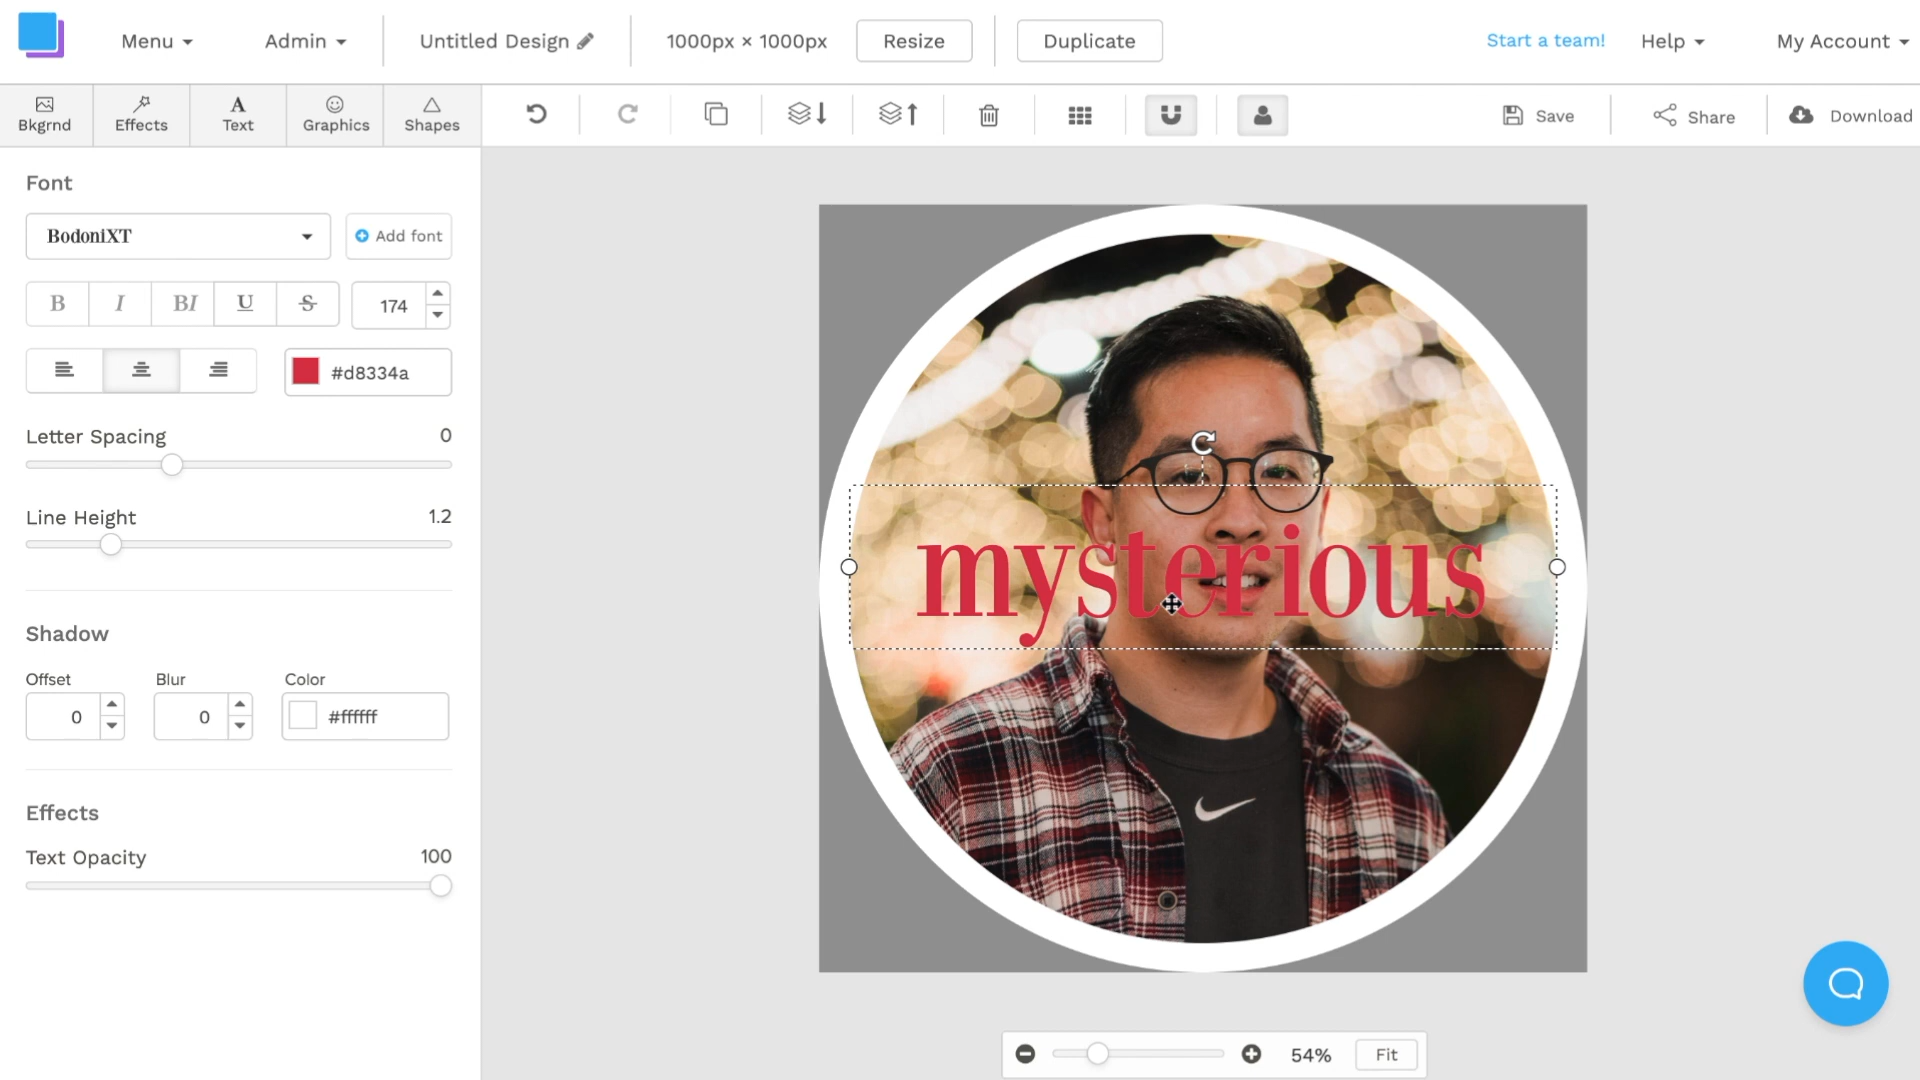 Menu
Admin
Untitled Design
1000px × 1000px
Resize
Duplicate
Start a team!
Help
My Account
Bkgrnd
Effects
A
Text
Graphics
Shapes
Save
Share
Download
Font
BodoniXT
Add font
B
I
BI
U
S
174
#d8334a
Letter Spacing
0
Line Height
1.2
Shadow
Offset
Blur
Color
0
0
#ffffff
Effects
Text Opacity
100
mysterious
54%
Fit